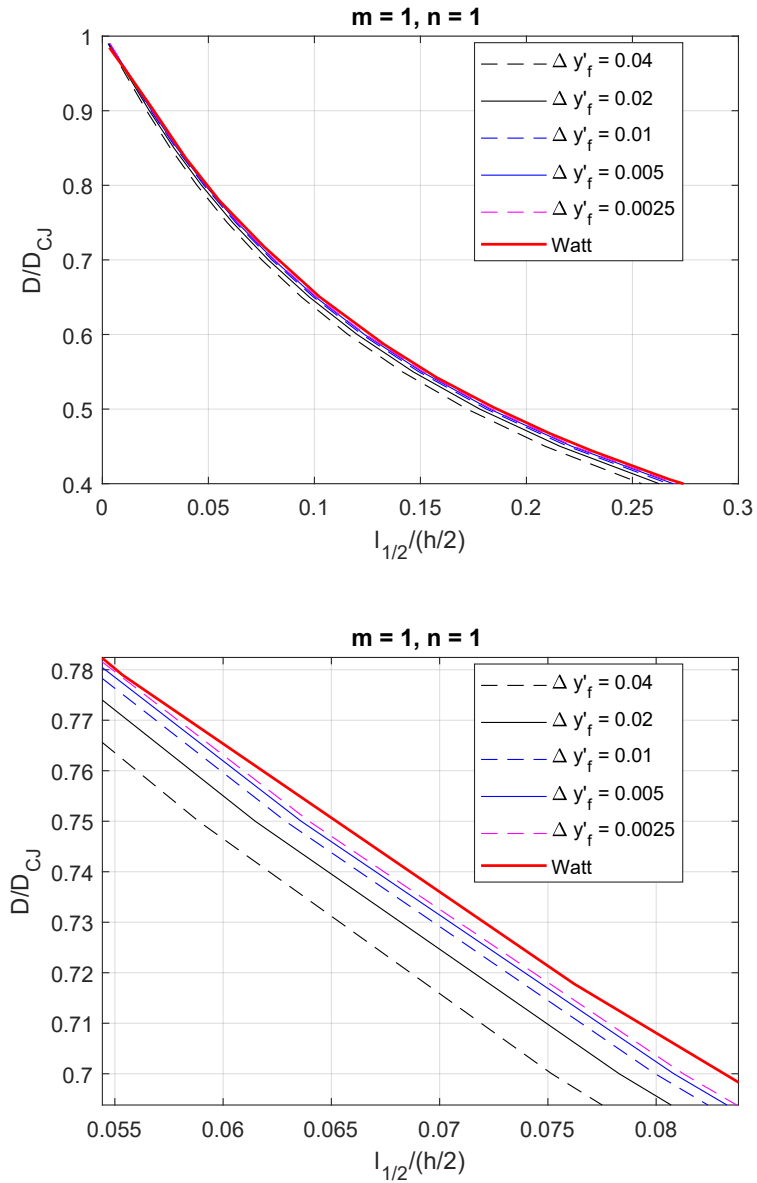 m = 1, n = 1
1
0.9
0.8
0.7
0.6
0.5
0.4
D/D_CJ
0
0.05
0.1
0.15
0.2
0.25
0.3
l_1/2/(h/2)
Δ y'_f = 0.04
Δ y'_f = 0.02
Δ y'_f = 0.01
Δ y'_f = 0.005
Δ y'_f = 0.0025
Watt
m = 1, n = 1
0.78
0.77
0.76
0.75
0.74
0.73
0.72
0.71
0.7
D/D_CJ
0.055
0.06
0.065
0.07
0.075
0.08
l_1/2/(h/2)
Δ y'_f = 0.04
Δ y'_f = 0.02
Δ y'_f = 0.01
Δ y'_f = 0.005
Δ y'_f = 0.0025
Watt